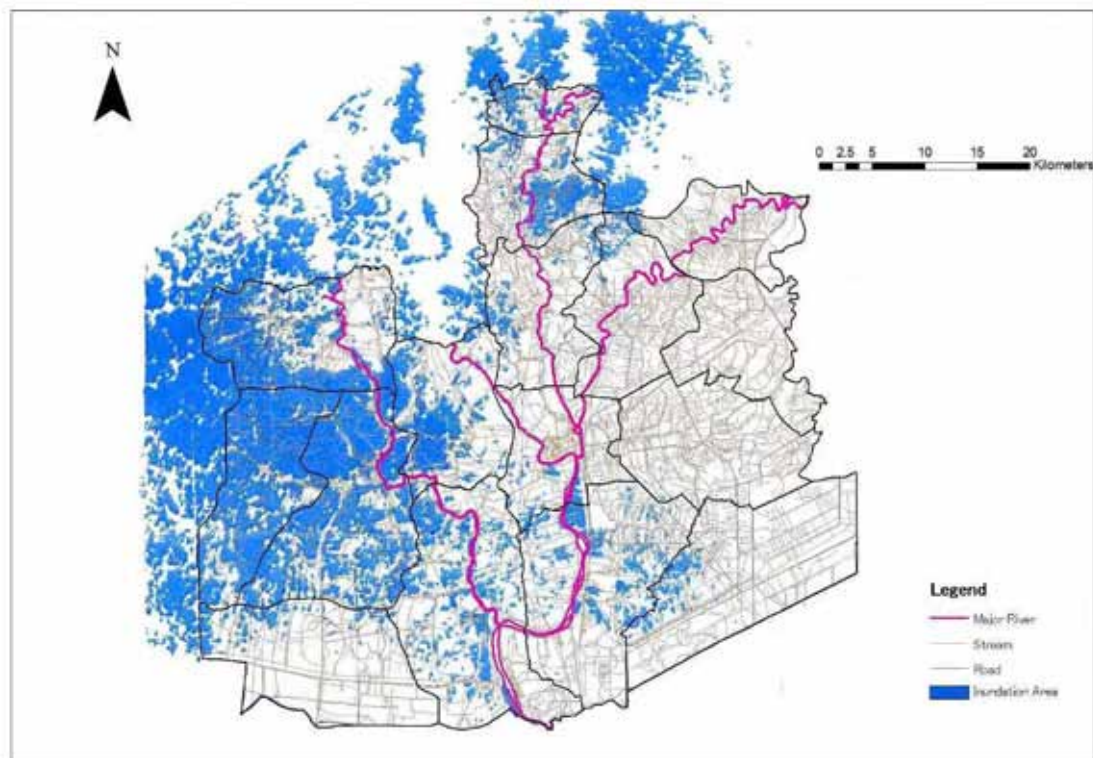 N
0 2.5 5 10 15 20
Kilometers
Legend
Major River
Stream
Road
Inundation Area